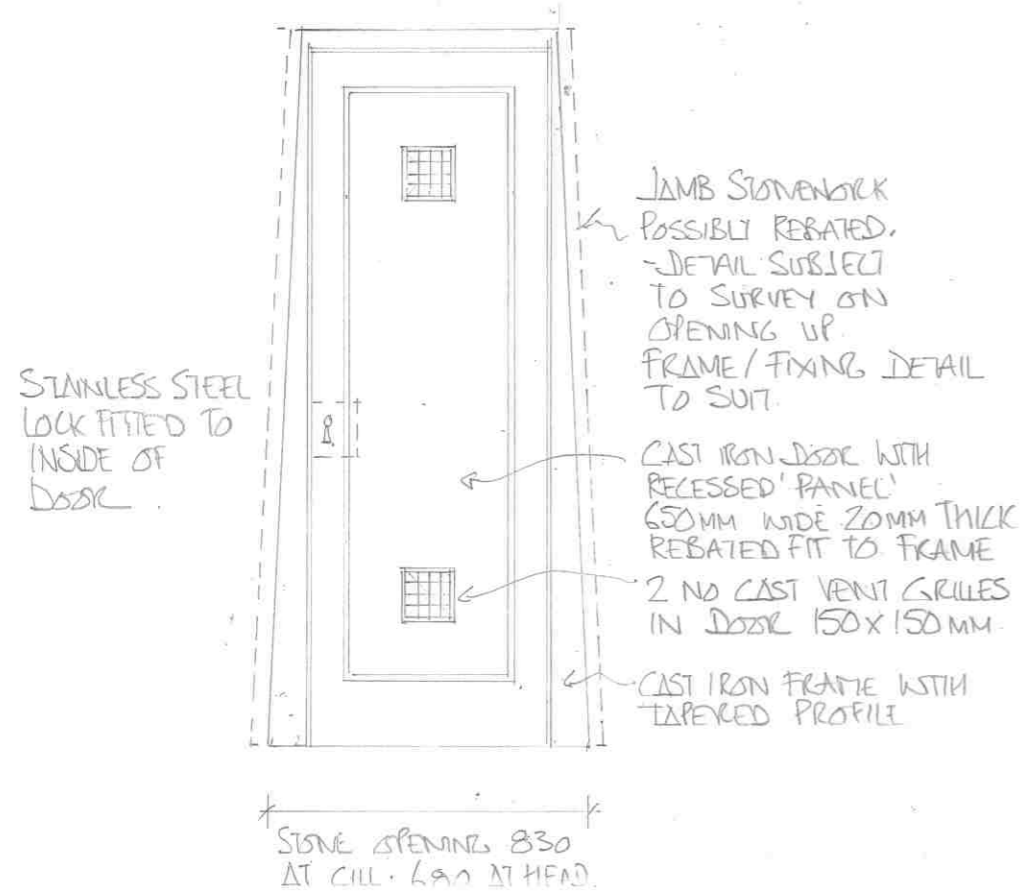 JAMB STONEWORK
POSSIBLY REBATED.
- DETAIL SUBJECT
TO SURVEY ON
OPENING UP.
FRAME / FIXING DETAIL
TO SUIT.
STAINLESS STEEL
LOCK FITTED TO
INSIDE OF
DOOR.
CAST IRON DOOR WITH
RECESSED 'PANEL'
650MM WIDE 20MM THICK
REBATED FIT TO FRAME
2 NO CAST VENT GRILLES
IN DOOR 150 X 150 MM
CAST IRON FRAME WITH
TAPERED PROFILE
STONE OPENING 830
AT CILL. AT HEAD.